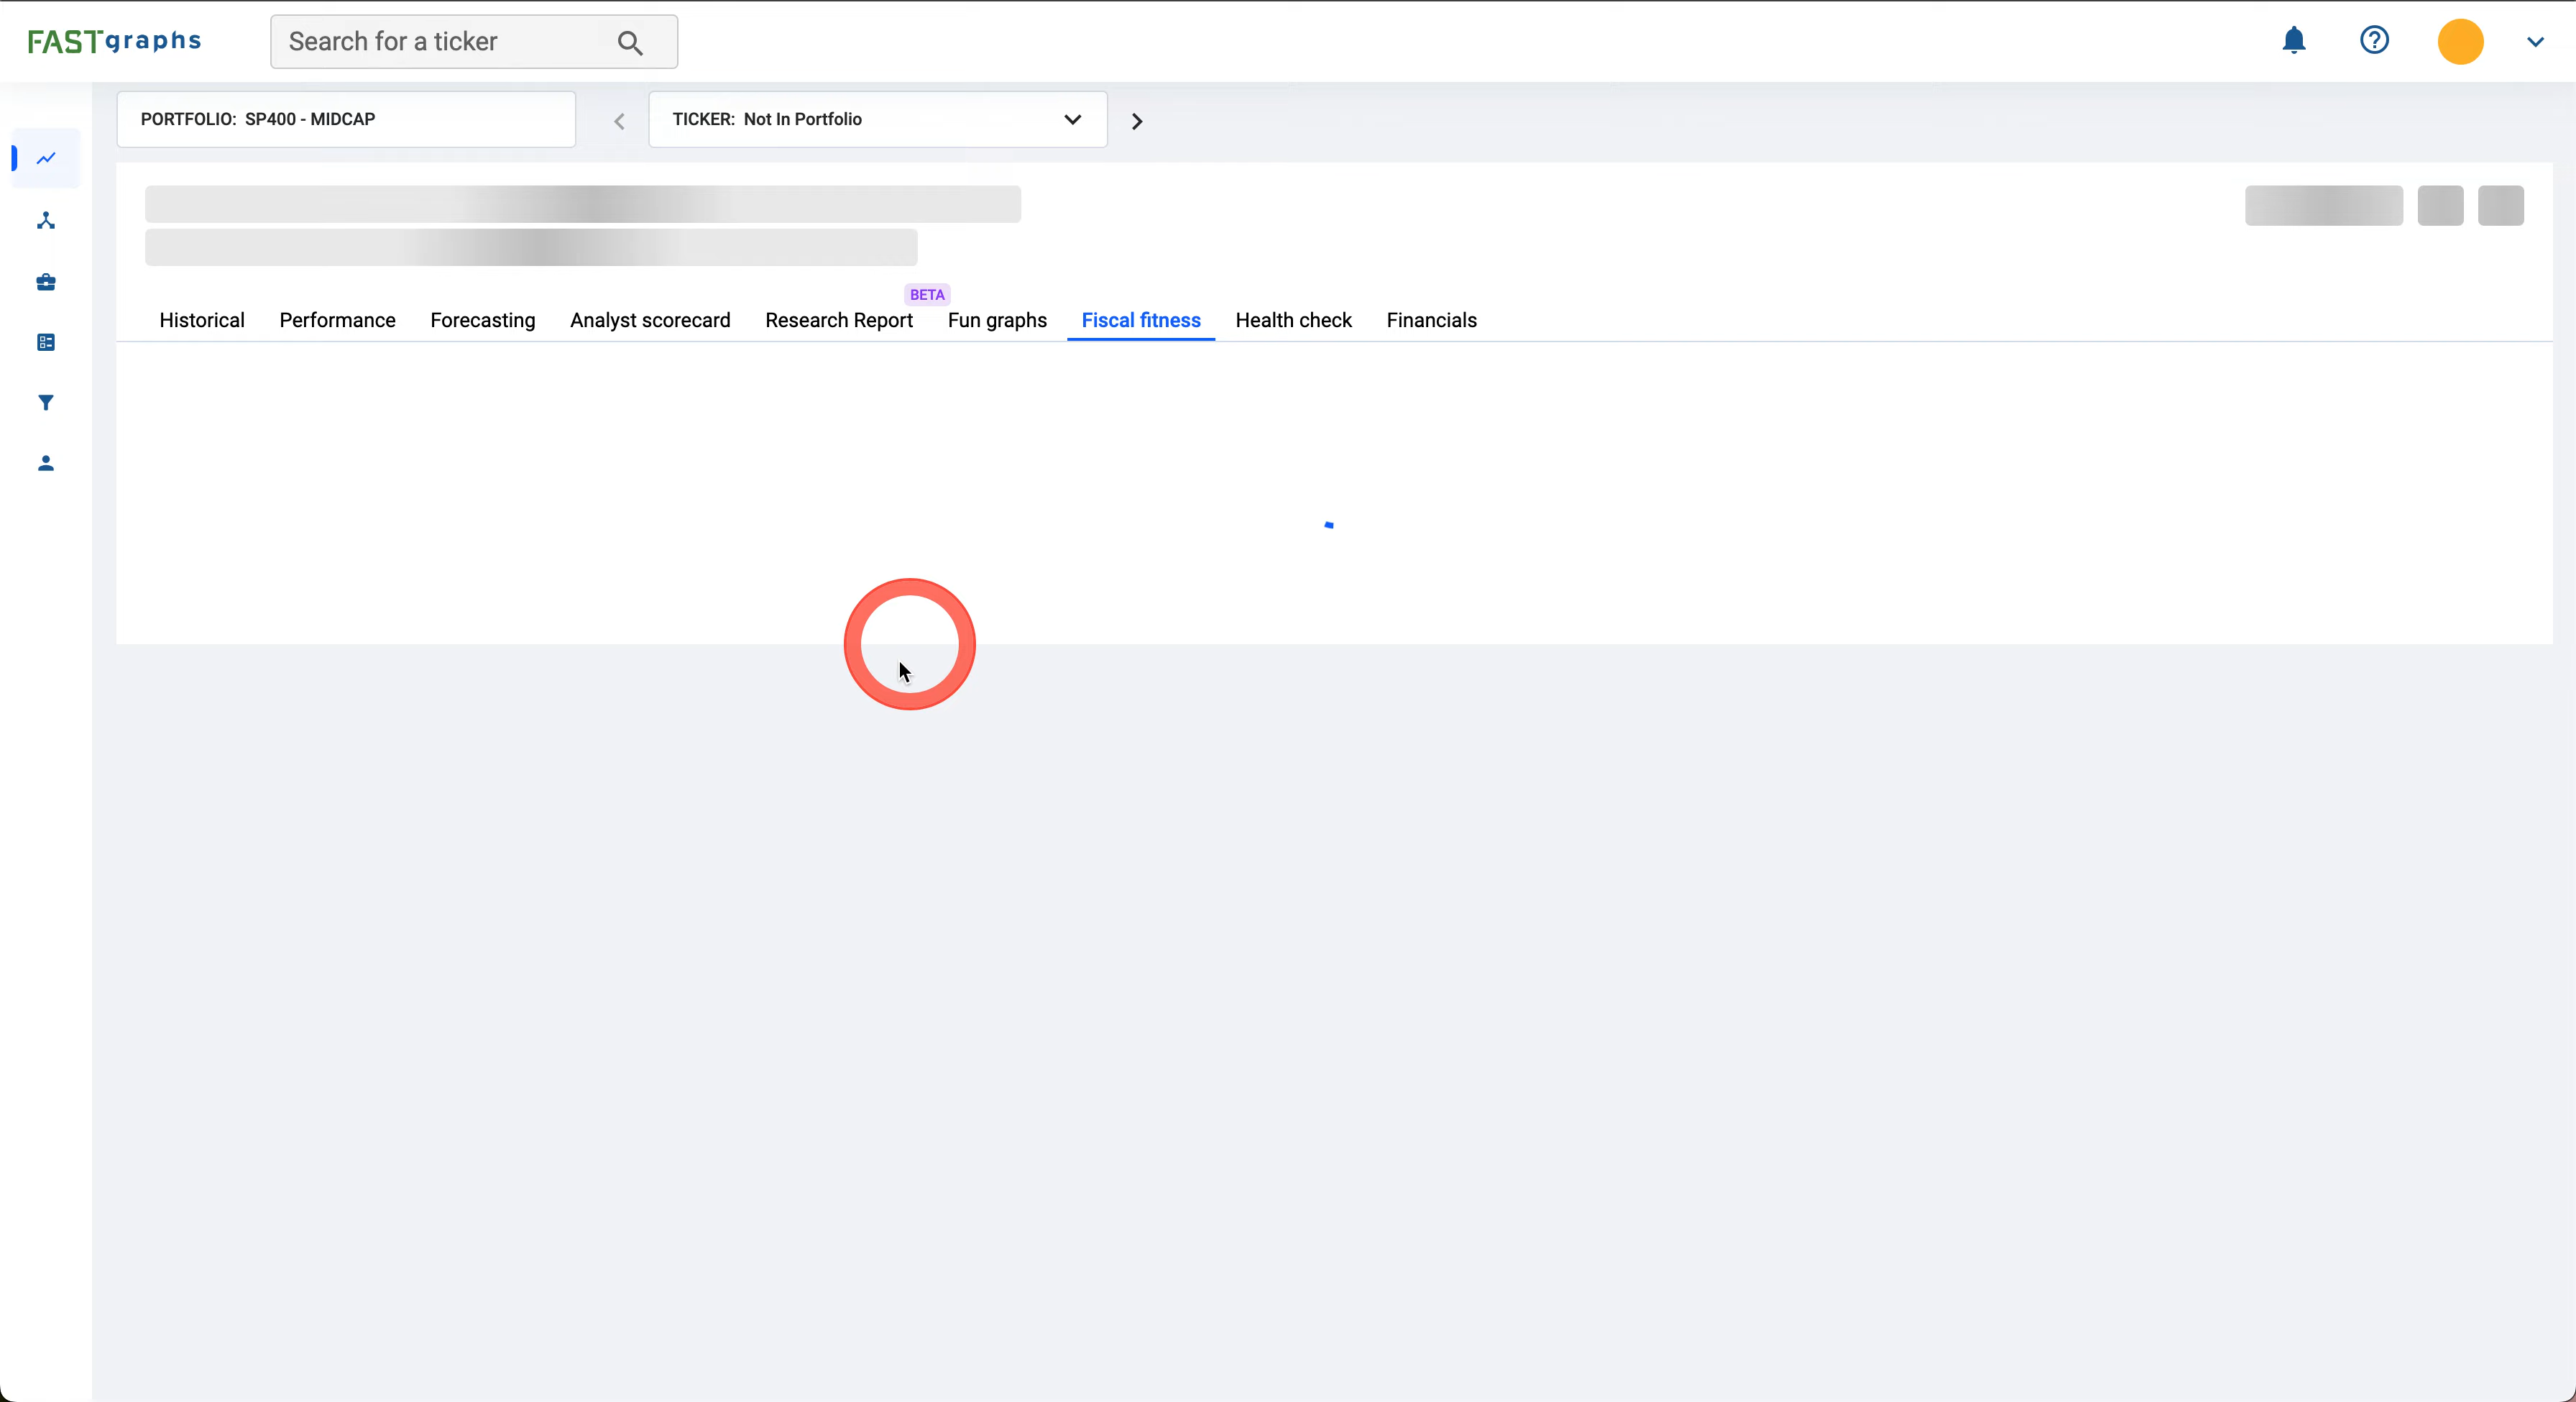 FASTgraphs
Search for a ticker
PORTFOLIO: SP400 - MIDCAP
TICKER: Not In Portfolio
BETA
Historical Performance Forecasting Analyst scorecard Research Report Fun graphs Fiscal fitness Health check Financials